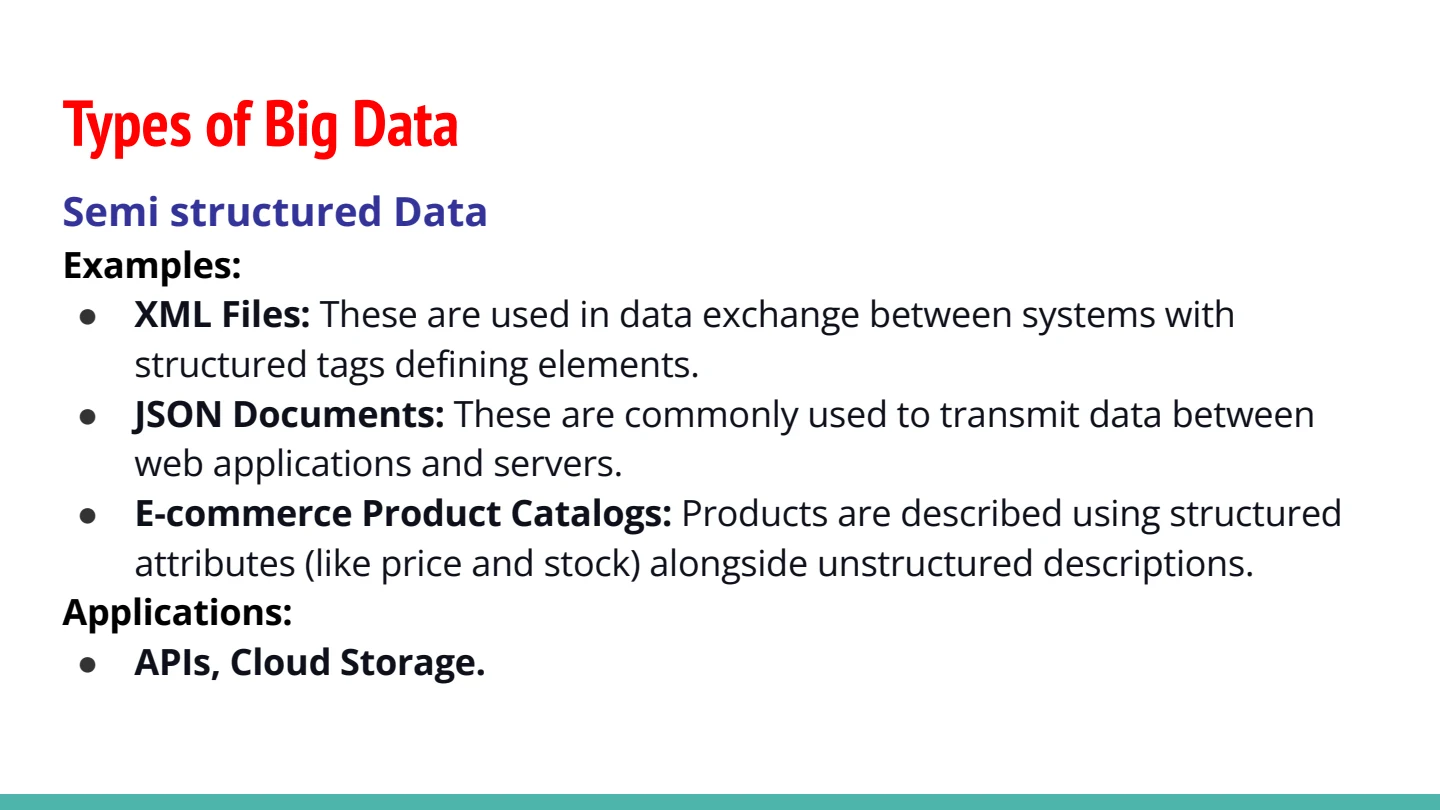 Types of Big Data
Semi structured Data
Examples:
● XML Files: These are used in data exchange between systems with
structured tags defining elements.
● JSON Documents: These are commonly used to transmit data between
web applications and servers.
● E-commerce Product Catalogs: Products are described using structured
attributes (like price and stock) alongside unstructured descriptions.
Applications:
● APIs, Cloud Storage.